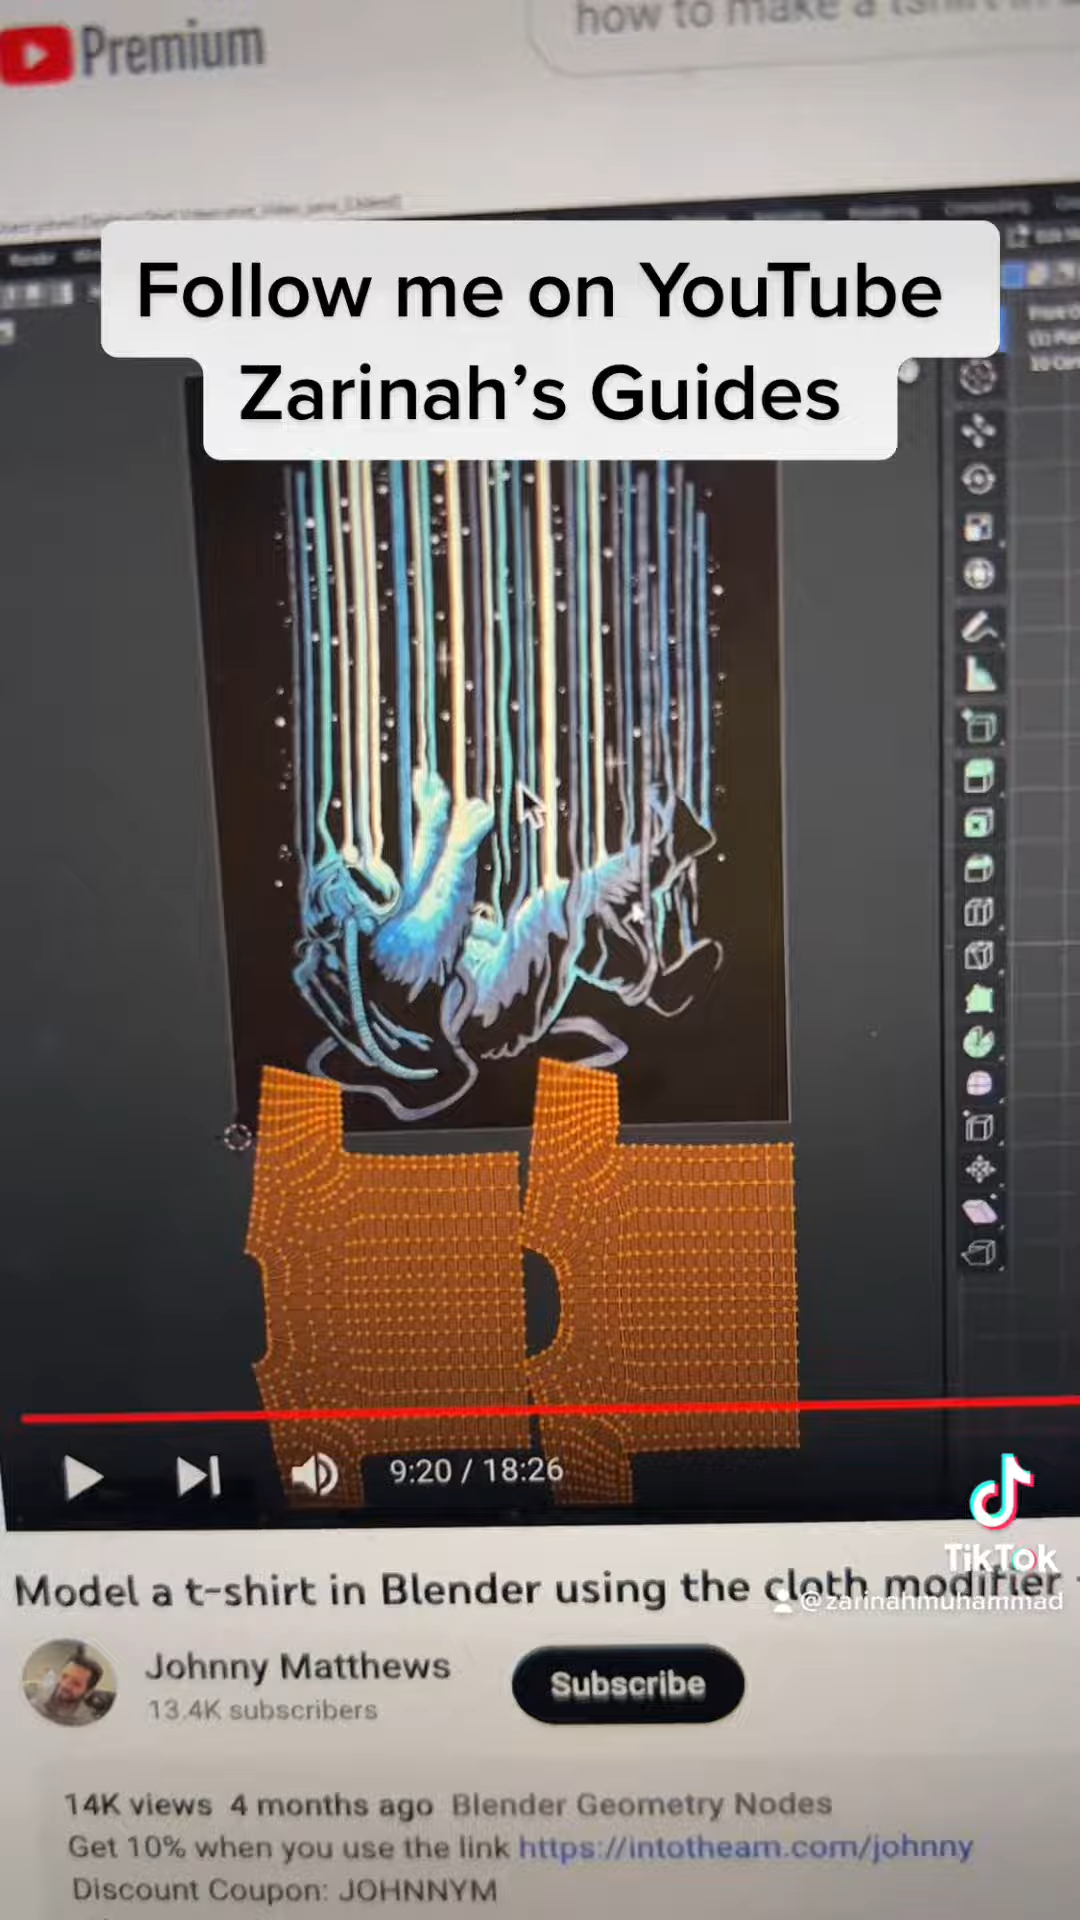 Premium
how to make a tshirt in
Follow me on YouTube
Zarinah’s Guides
9:20 / 18:26
TikTok
Model a t-shirt in Blender using the cloth modifier
@zarinahmuhammad
Johnny Matthews
Subscribe
13.4K subscribers
14K views 4 months ago Blender Geometry Nodes
Get 10% when you use the link https://intotheam.com/johnny
Discount Coupon: JOHNNYM